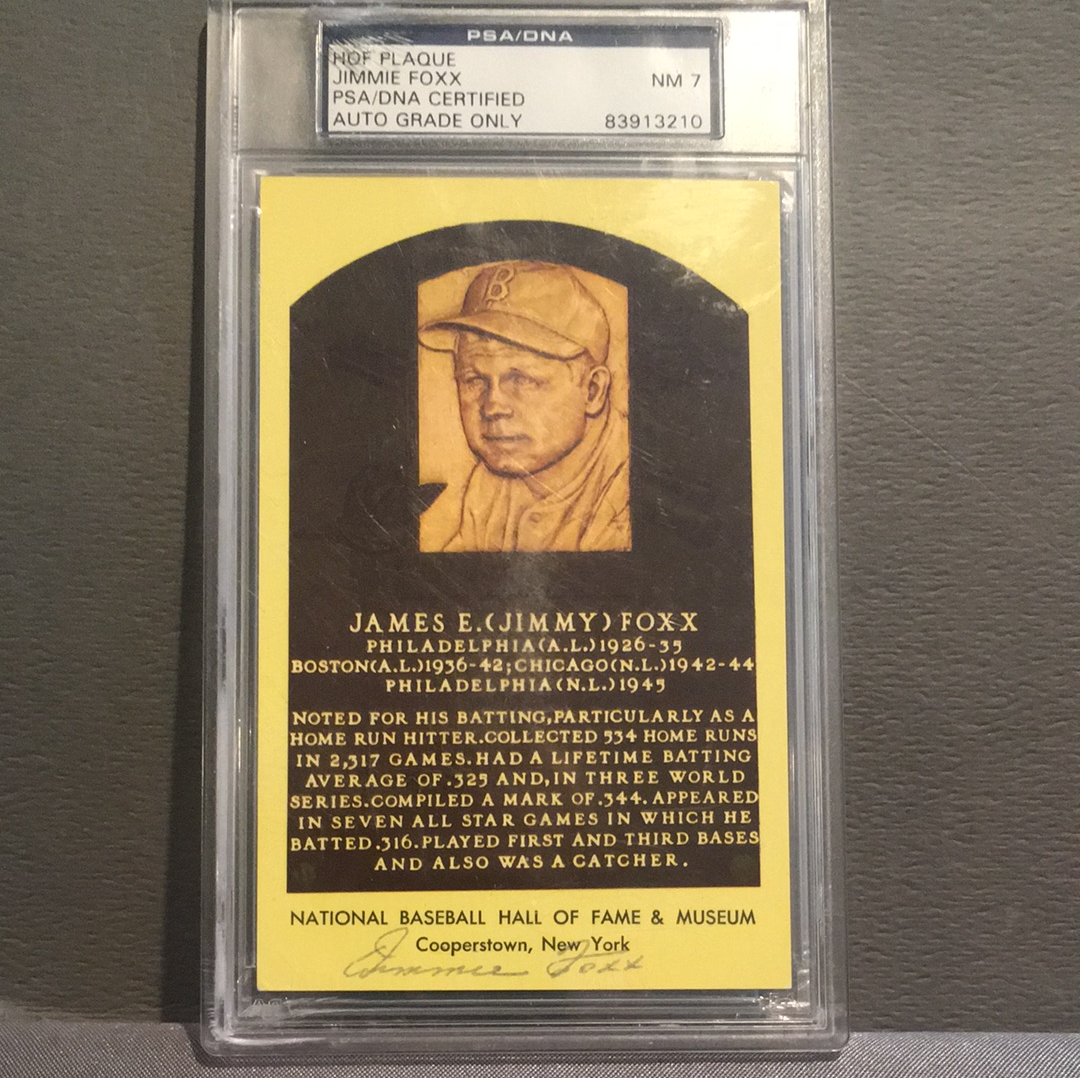 PSA/DNA
HOF PLAQUE
JIMMIE FOXX NM 7
PSA/DNA CERTIFIED
AUTO GRADE ONLY 83913210
B
JAMES E.(JIMMY) FOXX
PHILADELPHIA(A.L.)1926-35
BOSTON(A.L.)1936-42;CHICAGO(N.L.)1942-44
PHILADELPHIA(N.L.)1945
NOTED FOR HIS BATTING,PARTICULARLY AS A
HOME RUN HITTER.COLLECTED 534 HOME RUNS
IN 2,317 GAMES.HAD A LIFETIME BATTING
AVERAGE OF .325 AND,IN THREE WORLD
SERIES.COMPILED A MARK OF .344. APPEARED
IN SEVEN ALL STAR GAMES IN WHICH HE
BATTED .316.PLAYED FIRST AND THIRD BASES
AND ALSO WAS A CATCHER.
NATIONAL BASEBALL HALL OF FAME & MUSEUM
Cooperstown, New York
Jimmie Foxx